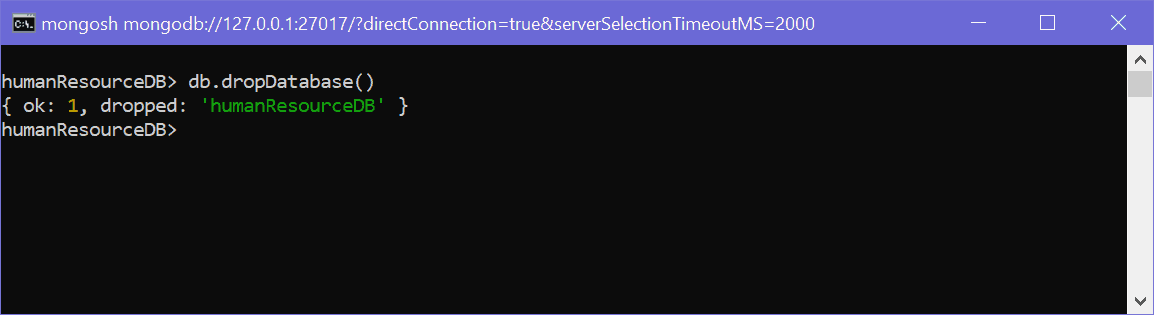 mongosh mongodb://127.0.0.1:27017/?directConnection=true&serverSelectionTimeoutMS=2000
humanResourceDB> db.dropDatabase()
{ ok: 1, dropped: 'humanResourceDB' }
humanResourceDB>